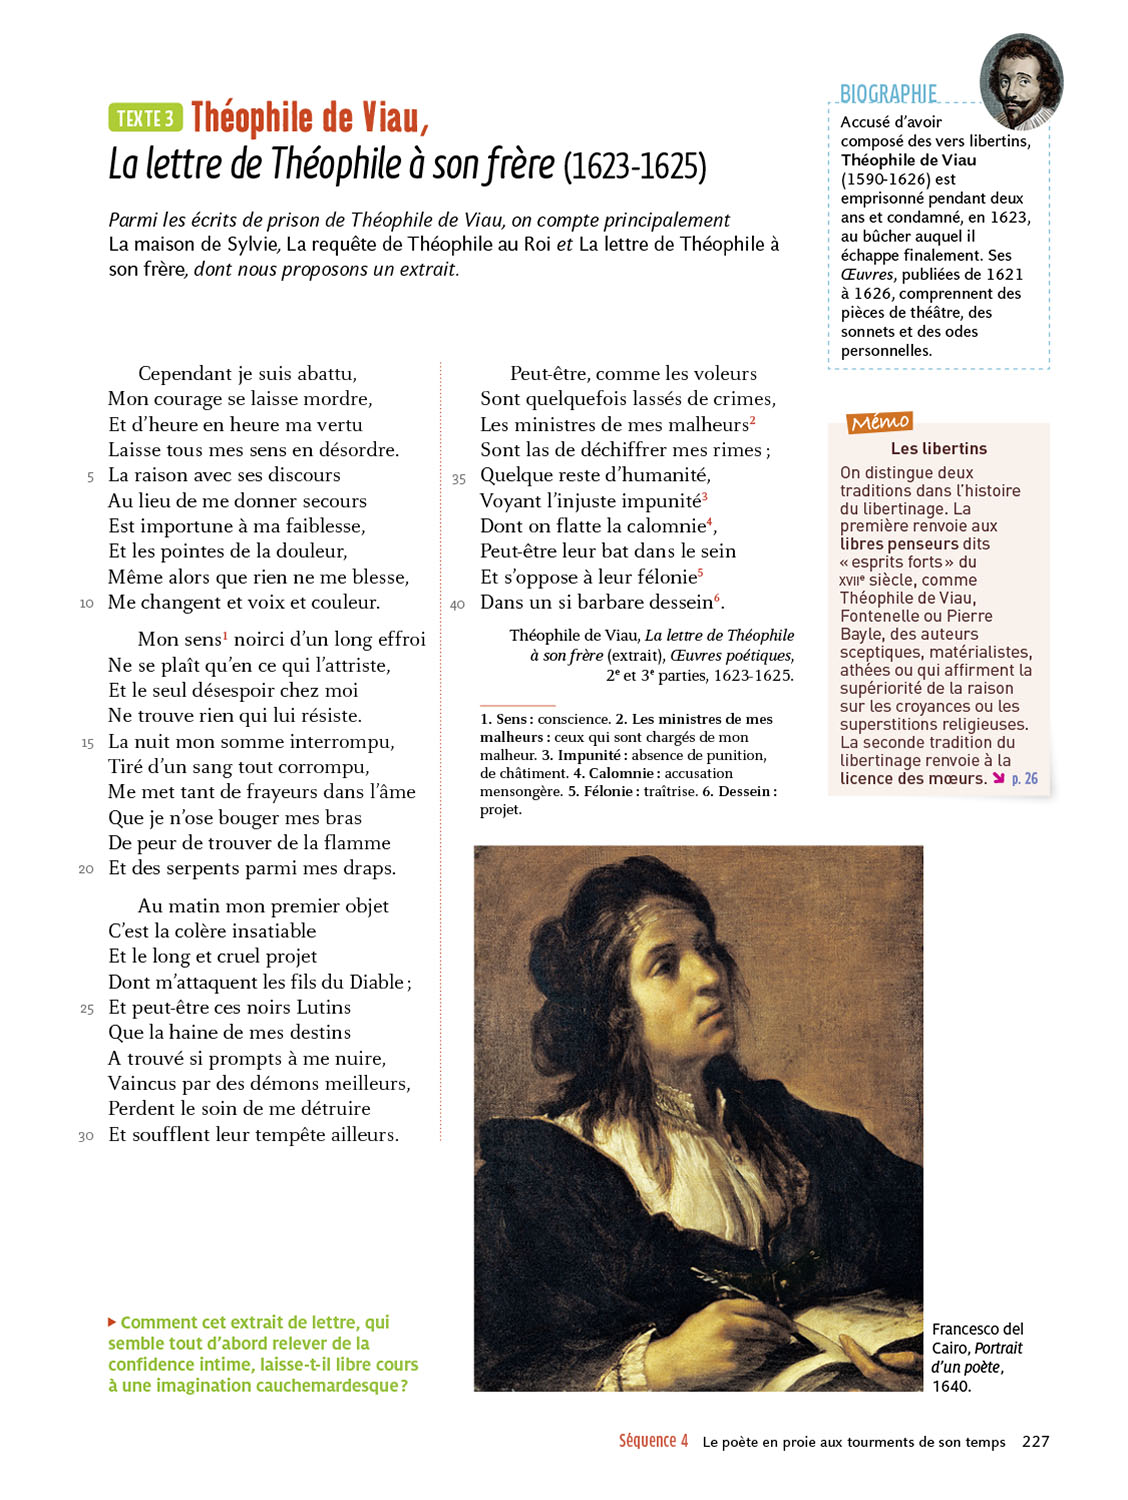 TEXTE 3 Théophile de Viau,
La lettre de Théophile à son frère (1623-1625)
Parmi les écrits de prison de Théophile de Viau, on compte principalement
La maison de Sylvie, La requête de Théophile au Roi et La lettre de Théophile à
son frère, dont nous proposons un extrait.
Cependant je suis abattu,
Mon courage se laisse mordre,
Et d'heure en heure ma vertu
Laisse tous mes sens en désordre.
5 La raison avec ses discours
Au lieu de me donner secours
Est importune à ma faiblesse,
Et les pointes de la douleur,
Même alors que rien ne me blesse,
10 Me changent et voix et couleur.
Mon sens1 noirci d'un long effroi
Ne se plaît qu'en ce qui l'attriste,
Et le seul désespoir chez moi
Ne trouve rien qui lui résiste.
15 La nuit mon somme interrompu,
Tiré d'un sang tout corrompu,
Me met tant de frayeurs dans l'âme
Que je n'ose bouger mes bras
De peur de trouver de la flamme
20 Et des serpents parmi mes draps.
Au matin mon premier objet
C'est la colère insatiable
Et le long et cruel projet
Dont m'attaquent les fils du Diable ;
25 Et peut-être ces noirs Lutins
Que la haine de mes destins
A trouvé si prompts à me nuire,
Vaincus par des démons meilleurs,
Perdent le soin de me détruire
30 Et soufflent leur tempête ailleurs.
Peut-être, comme les voleurs
Sont quelquefois lassés de crimes,
Les ministres de mes malheurs2
Sont las de déchiffrer mes rimes ;
35 Quelque reste d'humanité,
Voyant l'injuste impunité3
Dont on flatte la calomnie4,
Peut-être leur bat dans le sein
Et s'oppose à leur félonie5
40 Dans un si barbare dessein6.
Théophile de Viau, La lettre de Théophile
à son frère (extrait), Œuvres poétiques,
2e et 3e parties, 1623-1625.
1. Sens : conscience. 2. Les ministres de mes
malheurs : ceux qui sont chargés de mon
malheur. 3. Impunité : absence de punition,
de châtiment. 4. Calomnie : accusation
mensongère. 5. Félonie : traîtrise. 6. Dessein :
projet.
BIOGRAPHIE
Accusé d'avoir
composé des vers libertins,
Théophile de Viau
(1590-1626) est
emprisonné pendant deux
ans et condamné, en 1623,
au bûcher auquel il
échappe finalement. Ses
Œuvres, publiées de 1621
à 1626, comprennent des
pièces de théâtre, des
sonnets et des odes
personnelles.
Mémo
Les libertins
On distingue deux
traditions dans l'histoire
du libertinage. La
première renvoie aux
libres penseurs dits
« esprits forts » du
XVIIe siècle, comme
Théophile de Viau,
Fontenelle ou Pierre
Bayle, des auteurs
sceptiques, matérialistes,
athées ou qui affirment la
supériorité de la raison
sur les croyances ou les
superstitions religieuses.
La seconde tradition du
libertinage renvoie à la
licence des mœurs. p. 26
Comment cet extrait de lettre, qui
semble tout d'abord relever de la
confidence intime, laisse-t-il libre cours
à une imagination cauchemardesque ?
Francesco del
Cairo, Portrait
d'un poète,
1640.
Séquence 4 Le poète en proie aux tourments de son temps 227